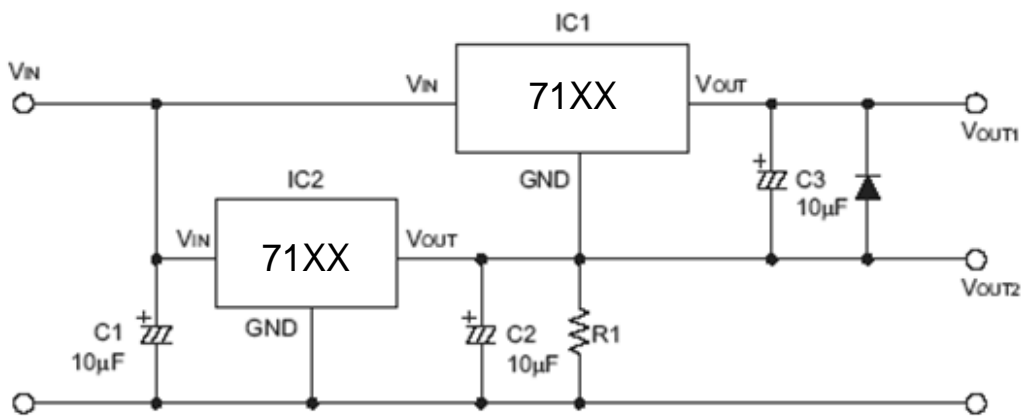 IC1
VIN
VIN
71XX
VOUT
VOUT1
GND
C3
10µF
IC2
VIN
71XX
VOUT
VOUT2
GND
C1
10µF
C2
10µF
R1